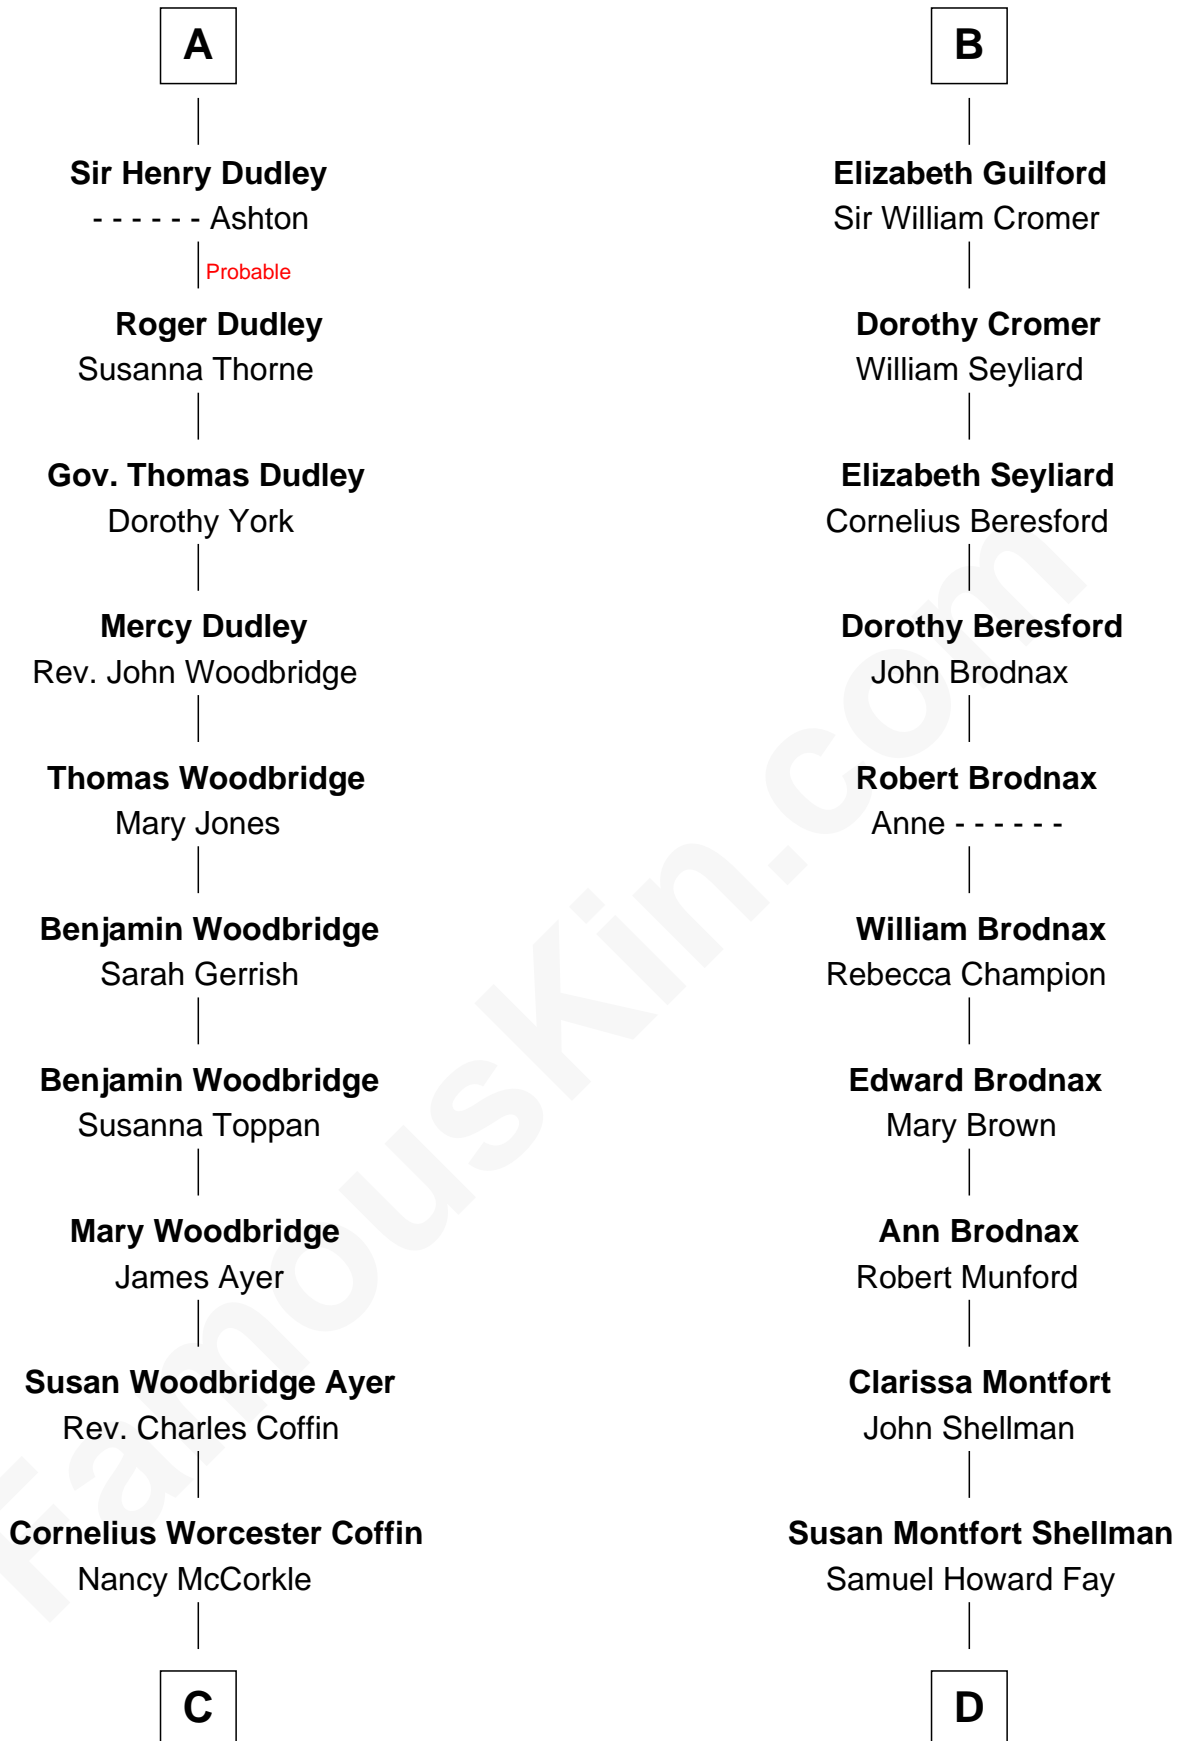 A
Sir Henry Dudley
- - - - - - Ashton
Probable
Roger Dudley
Susanna Thorne
Gov. Thomas Dudley
Dorothy York
Mercy Dudley
Rev. John Woodbridge
Thomas Woodbridge
Mary Jones
Benjamin Woodbridge
Sarah Gerrish
Benjamin Woodbridge
Susanna Toppan
Mary Woodbridge
James Ayer
Susan Woodbridge Ayer
Rev. Charles Coffin
Cornelius Worcester Coffin
Nancy McCorkle
C
B
Elizabeth Guilford
Sir William Cromer
Dorothy Cromer
William Seyliard
Elizabeth Seyliard
Cornelius Beresford
Dorothy Beresford
John Brodnax
Robert Brodnax
Anne - - - - - -
William Brodnax
Rebecca Champion
Edward Brodnax
Mary Brown
Ann Brodnax
Robert Munford
Clarissa Montfort
John Shellman
Susan Montfort Shellman
Samuel Howard Fay
D
FamousKin.com